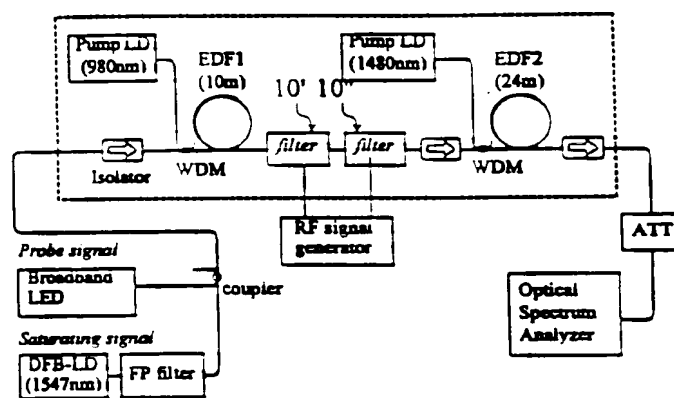 Pump LD
(980nm)
EDF1
(10m)
Pump LD
(1480nm)
EDF2
(24m)
10' 10"
filter
filter
WDM
WDM
Isolator
RF signal
generator
Probe signal
Broadband
LED
coupler
Saturating signal
DFB-LD
(1547nm)
FP filter
ATT
Optical
Spectrum
Analyzer